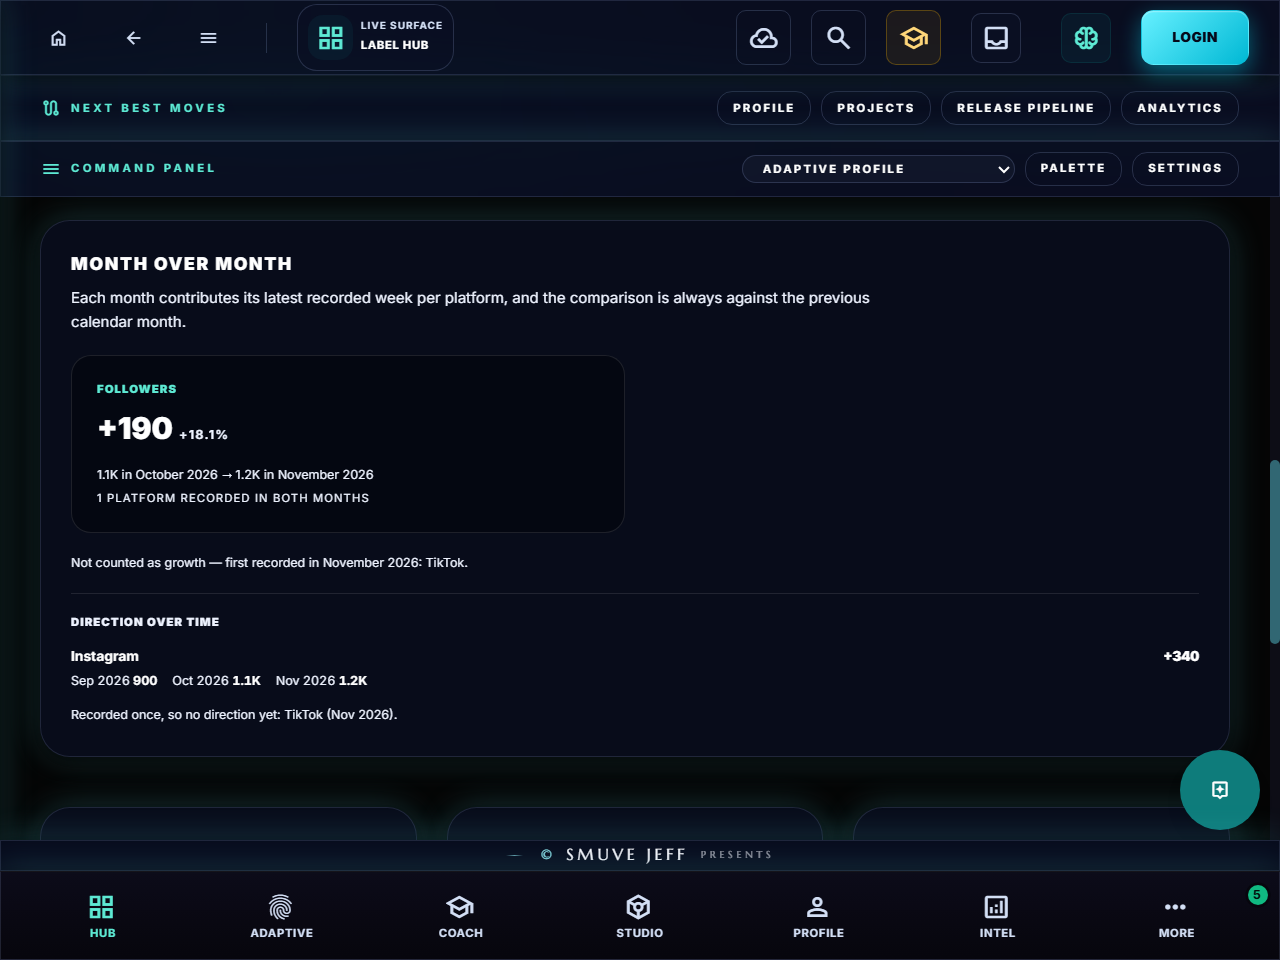 LIVE SURFACE
LABEL HUB
LOGIN
NEXT BEST MOVES
PROFILE
PROJECTS
RELEASE PIPELINE
ANALYTICS
COMMAND PANEL
ADAPTIVE PROFILE
PALETTE
SETTINGS
MONTH OVER MONTH
Each month contributes its latest recorded week per platform, and the comparison is always against the previous
calendar month.
FOLLOWERS
+190 +18.1%
1.1K in October 2026 → 1.2K in November 2026
1 PLATFORM RECORDED IN BOTH MONTHS
Not counted as growth — first recorded in November 2026: TikTok.
DIRECTION OVER TIME
Instagram +340
Sep 2026 900 Oct 2026 1.1K Nov 2026 1.2K
Recorded once, so no direction yet: TikTok (Nov 2026).
© SMUVE JEFF PRESENTS
HUB
ADAPTIVE
COACH
STUDIO
PROFILE
INTEL
MORE
5